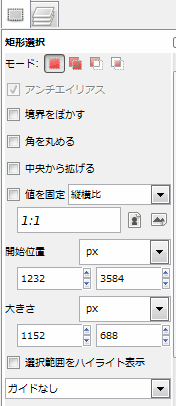 矩形選択
モード:
アンチエイリアス
境界をぼかす
角を丸める
中央から拡げる
値を固定 縦横比
1:1
開始位置 px
1232 3584
大きさ px
1152 688
選択範囲をハイライト表示
ガイドなし